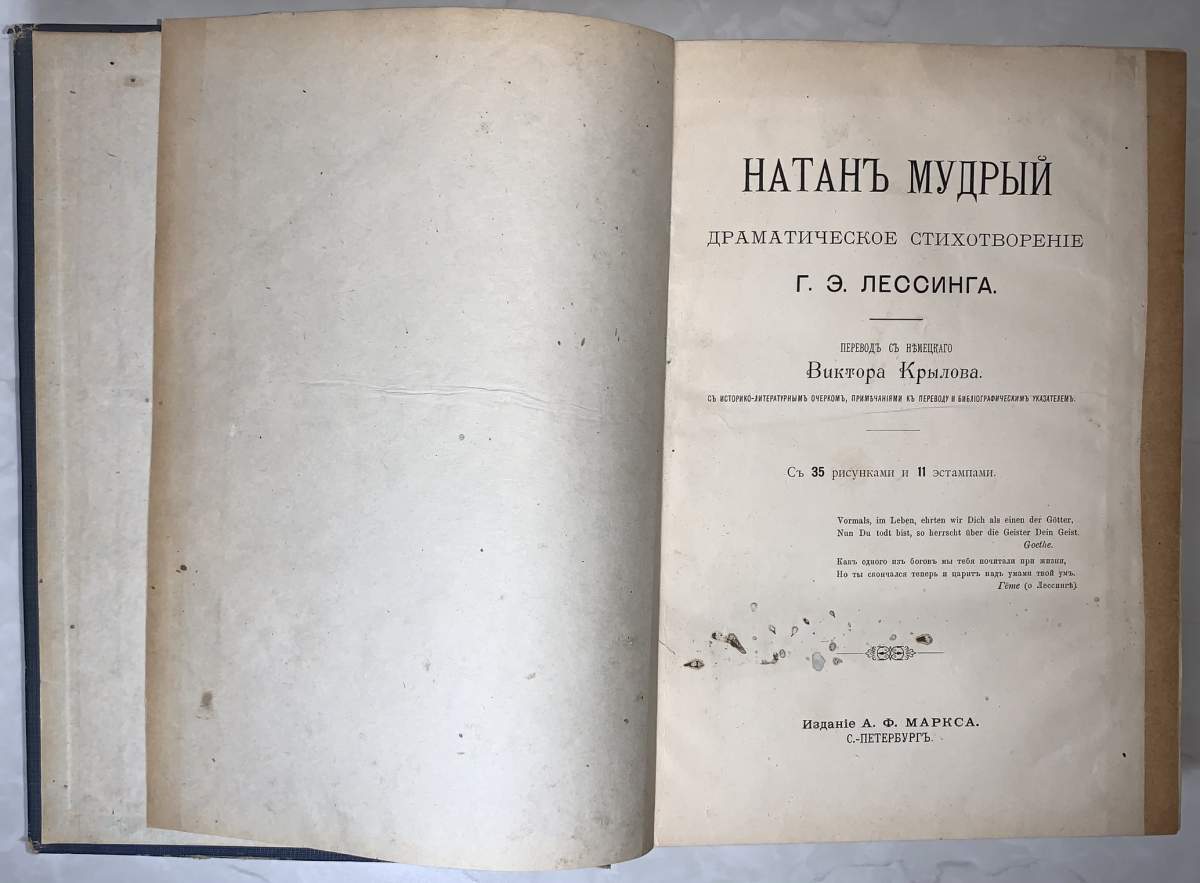 НАТАНЪ МУДРЫЙ
ДРАМАТИЧЕСКОЕ СТИХОТВОРЕНІЕ
Г. Э. ЛЕССИНГА.
ПЕРЕВОДЪ СЪ НѢМЕЦКАГО
Виктора Крылова.
СЪ ИСТОРИКО-ЛИТЕРАТУРНЫМЪ ОЧЕРКОМЪ, ПРИМѢЧАНІЯМИ КЪ ПЕРЕВОДУ И БИБЛІОГРАФИЧЕСКИМЪ УКАЗАТЕЛЕМЪ.
Съ 35 рисунками и 11 эстампами.
Vormals, im Leben, ehrten wir Dich als einen der Götter,
Nun Du todt bist, so herrscht über die Geister Dein Geist.
Goethe.
Какъ одного изъ боговъ мы тебя почитали при жизни,
Но ты скончался теперь и царитъ надъ умами твой умъ.
Гёте (о Лессингѣ)
Изданіе А. Ф. МАРКСА.
С.-ПЕТЕРБУРГЪ.